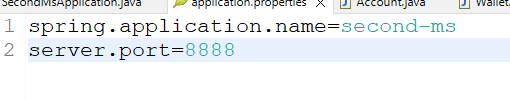 SecondMsApplication.java application.properties Account.java Wallet.
1 spring.application.name=second-ms
2 server.port=8888